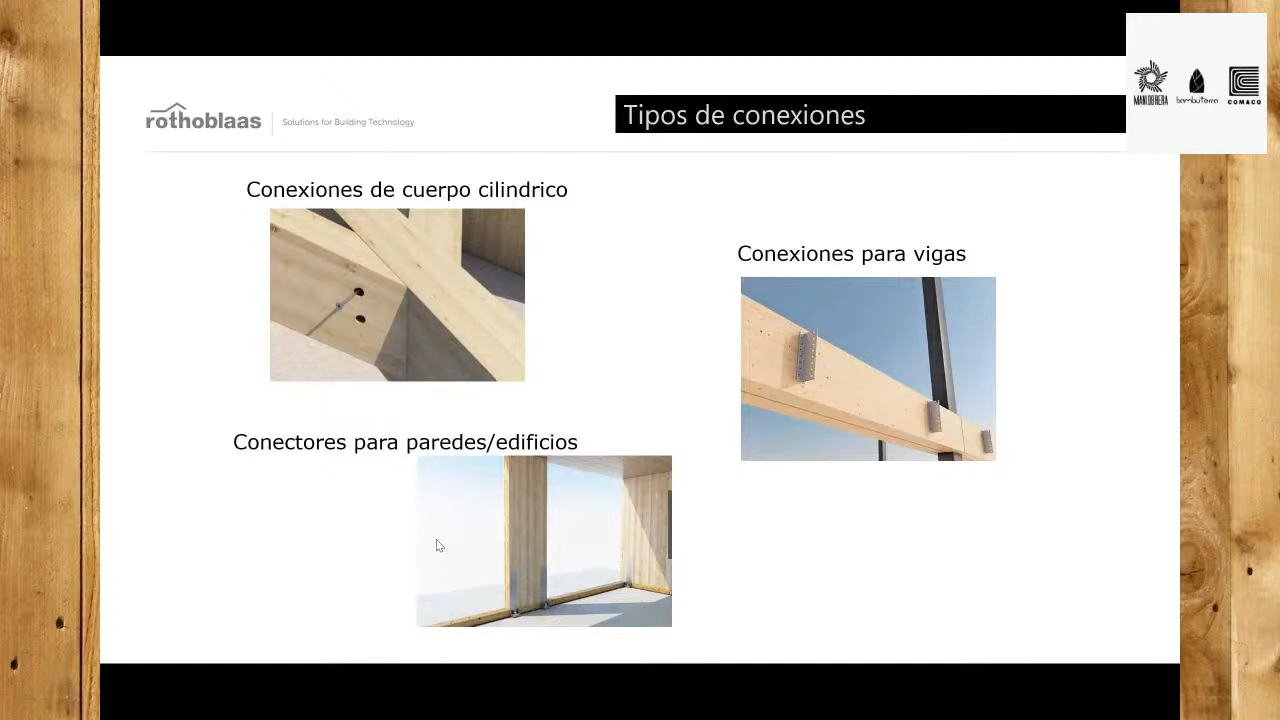 rothoblaas
Solutions for Building Technology
Tipos de conexiones
MANIOBRERA
bambuterra
COMACO
Conexiones de cuerpo cilindrico
Conexiones para vigas
Conectores para paredes/edificios